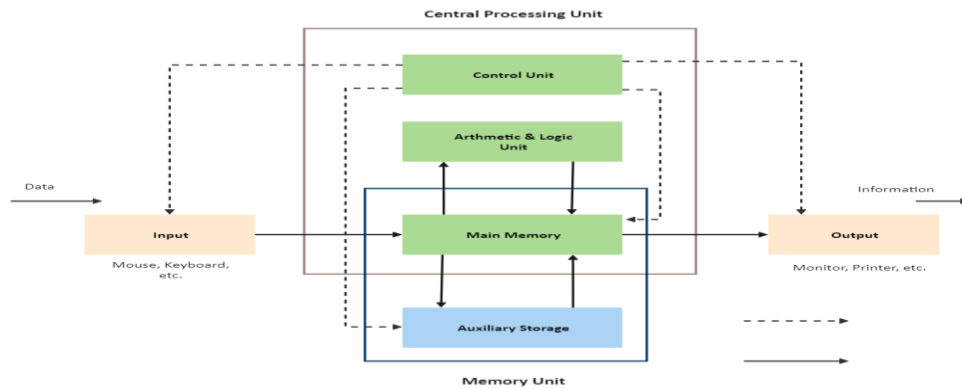 Central Processing Unit
Control Unit
Arthmetic & Logic
Unit
Data
Information
Input
Main Memory
Output
Mouse, Keyboard,
etc.
Monitor, Printer, etc.
Auxiliary Storage
Memory Unit